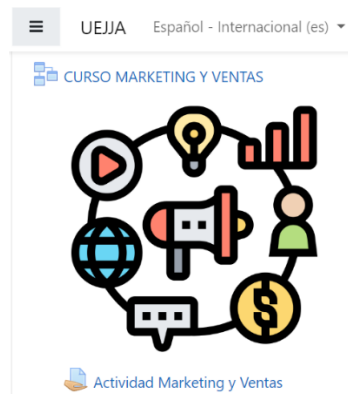 UEJJA Español - Internacional (es)
CURSO MARKETING Y VENTAS
Actividad Marketing y Ventas